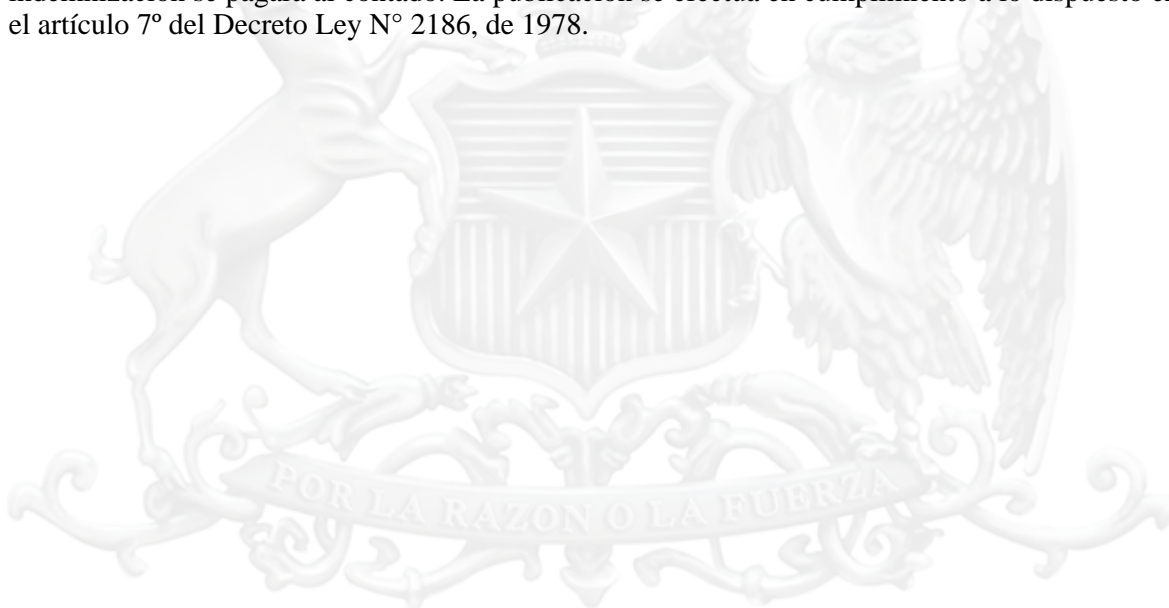 indemnización se pagará al contado. La publicación se efectúa en cumplimiento a lo dispuesto en
el artículo 7º del Decreto Ley N° 2186, de 1978.
POR LA RAZON O LA FUERZA